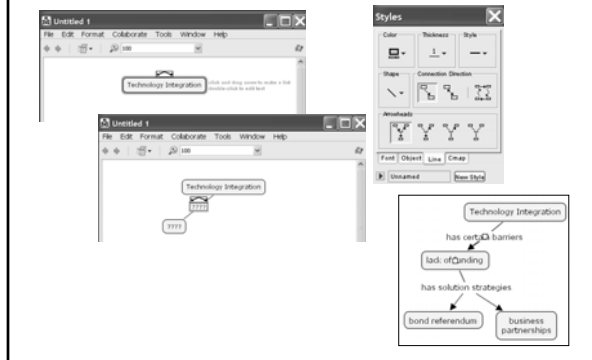 Untitled 1
File Edit Format Collaborate Tools Window Help
100
Technology Integration
click and drag arrow to make a link
double-click to edit text
Untitled 1
File Edit Format Collaborate Tools Window Help
100
Technology Integration
????
????
Styles
Color Thickness Style
1
Shape Connection Direction
Arrowheads
Font Object Line Cmap
Unnamed New Style
Technology Integration
has certain barriers
lack of funding
has solution strategies
bond referendum
business
partnerships